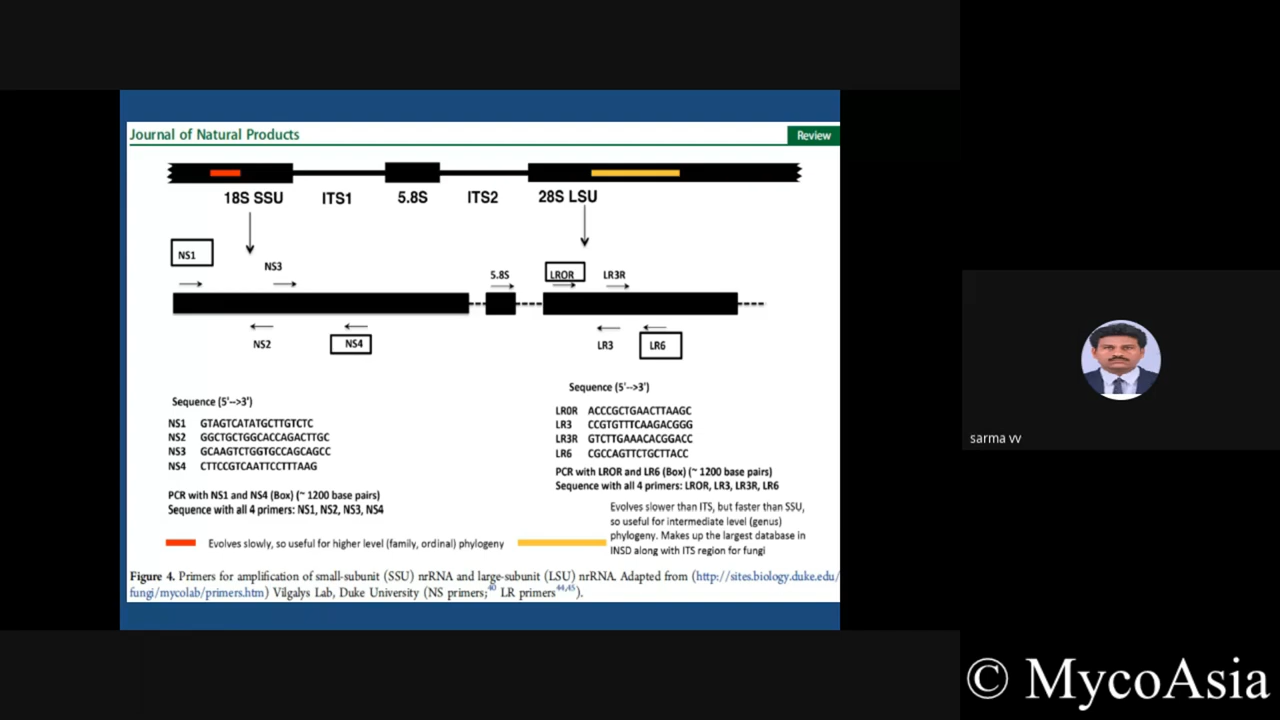 Journal of Natural Products
Review
18S SSU ITS1 5.8S ITS2 28S LSU
NS1
NS3
5.8S
LROR
LR3R
NS2
NS4
LR3
LR6
Sequence (5'-->3')
NS1 GTAGTCATATGCTTGTCTC
NS2 GGCTGCTGGCACCAGACTTGC
NS3 GCAAGTCTGGTGCCAGCAGCC
NS4 CTTCCGTCAATTCCTTTAAG
PCR with NS1 and NS4 (Box) (~ 1200 base pairs)
Sequence with all 4 primers: NS1, NS2, NS3, NS4
Sequence (5'-->3')
LR0R ACCCGCTGAACTTAAGC
LR3 CCGTGTTTCAAGACGGG
LR3R GTCTTGAAACACGGACC
LR6 CGCCAGTTCTGCTTACC
PCR with LROR and LR6 (Box) (~ 1200 base pairs)
Sequence with all 4 primers: LROR, LR3, LR3R, LR6
Evolves slower than ITS, but faster than SSU,
so useful for intermediate level (genus)
phylogeny. Makes up the largest database in
INSD along with ITS region for fungi
Evolves slowly, so useful for higher level (family, ordinal) phylogeny
Figure 4. Primers for amplification of small-subunit (SSU) nrRNA and large-subunit (LSU) nrRNA. Adapted from (http://sites.biology.duke.edu/
fungi/mycolab/primers.htm) Vilgalys Lab, Duke University (NS primers;40 LR primers44,45).
sarma vv
© MycoAsia